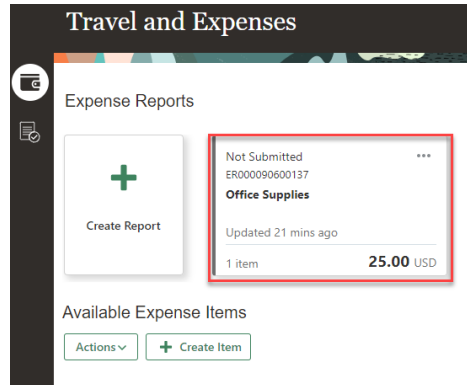 Travel and Expenses
Expense Reports
Create Report
Not Submitted
ER000090600137
Office Supplies
Updated 21 mins ago
1 item 25.00 USD
Available Expense Items
Actions
Create Item